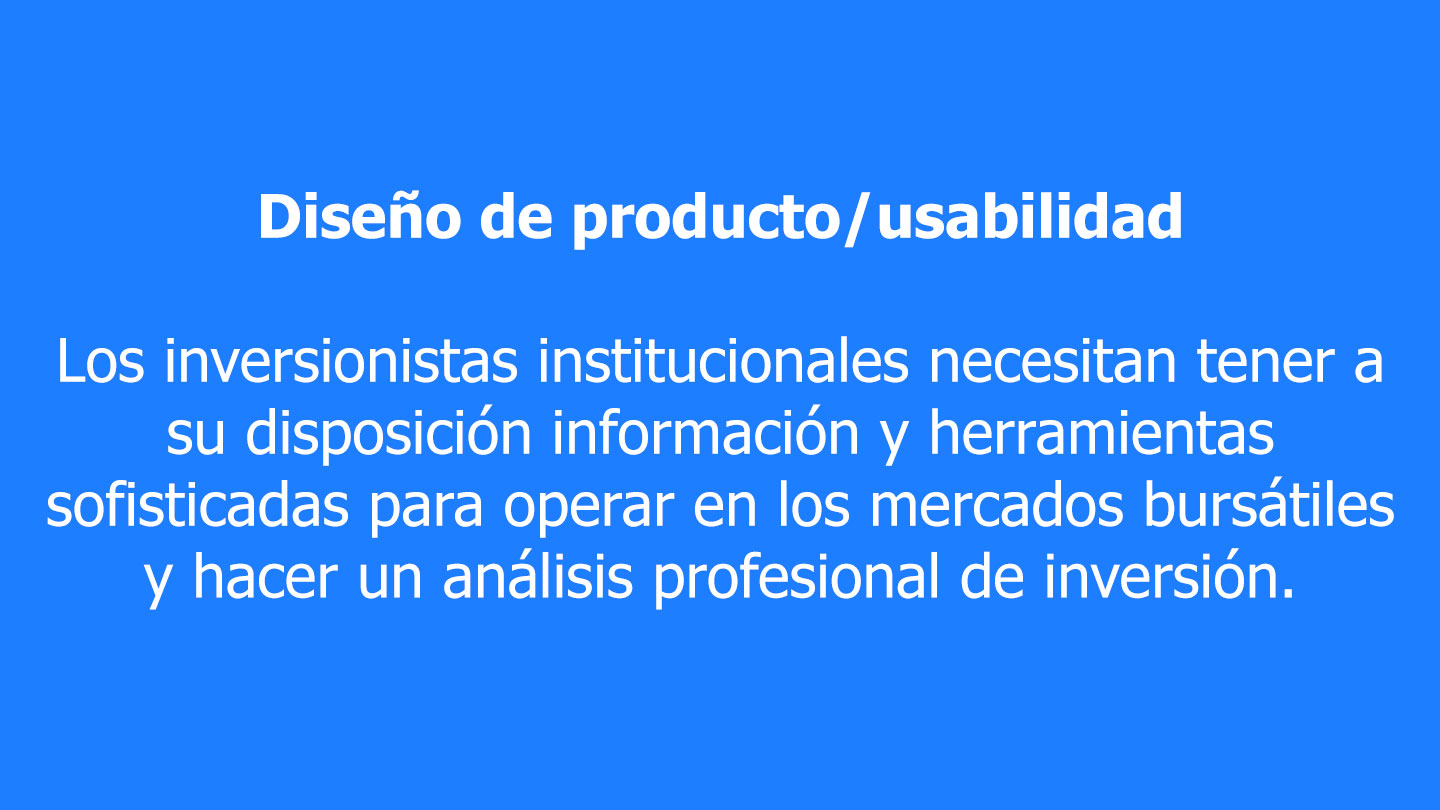 Diseño de producto/usabilidad
Los inversionistas institucionales necesitan tener a
su disposición información y herramientas
sofisticadas para operar en los mercados bursátiles
y hacer un análisis profesional de inversión.